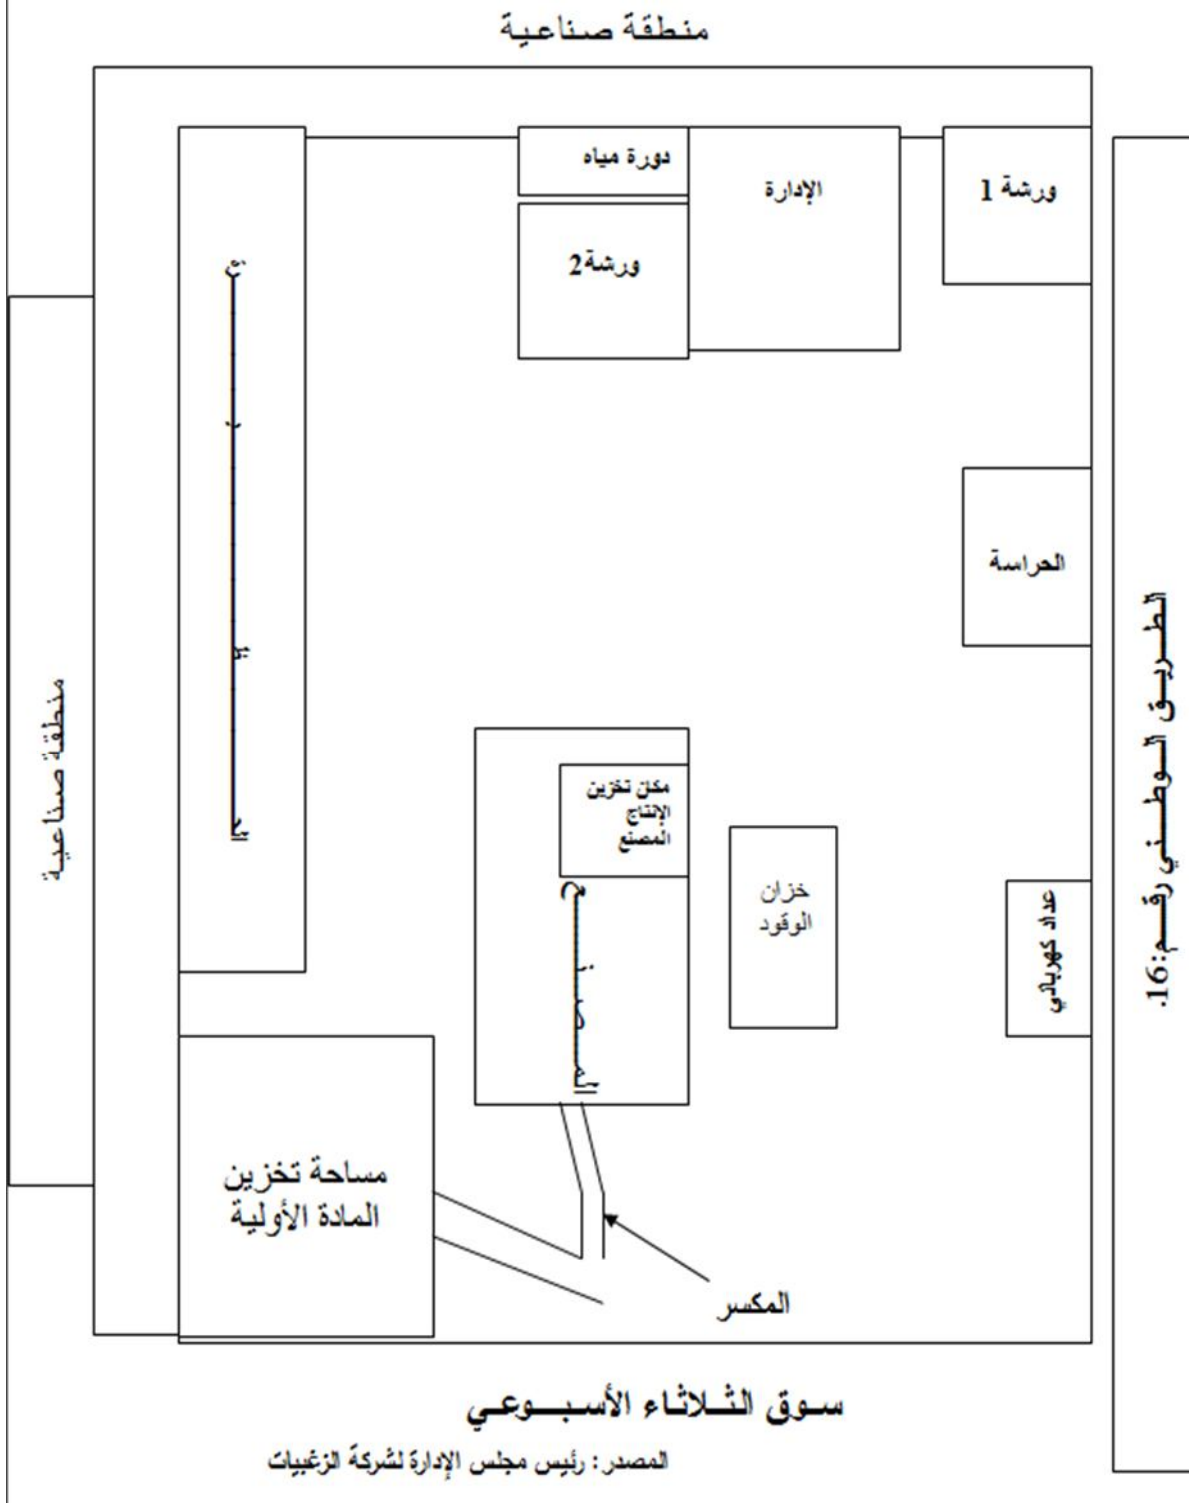 منطقة صناعية
دورة مياه
الإدارة
ورشة 1
ورشة2
الحراسة
الطريق الوطني رقم:16.
منطقة صناعية
مكان تخزين
الإنتاج
المصنع
المصنع
خزان
الوقود
عداد كهربائي
مساحة تخزين
المادة الأولية
المكسر
سوق الثلاثاء الأسبوعي
المصدر: رئيس مجلس الإدارة لشركة الزغبيات